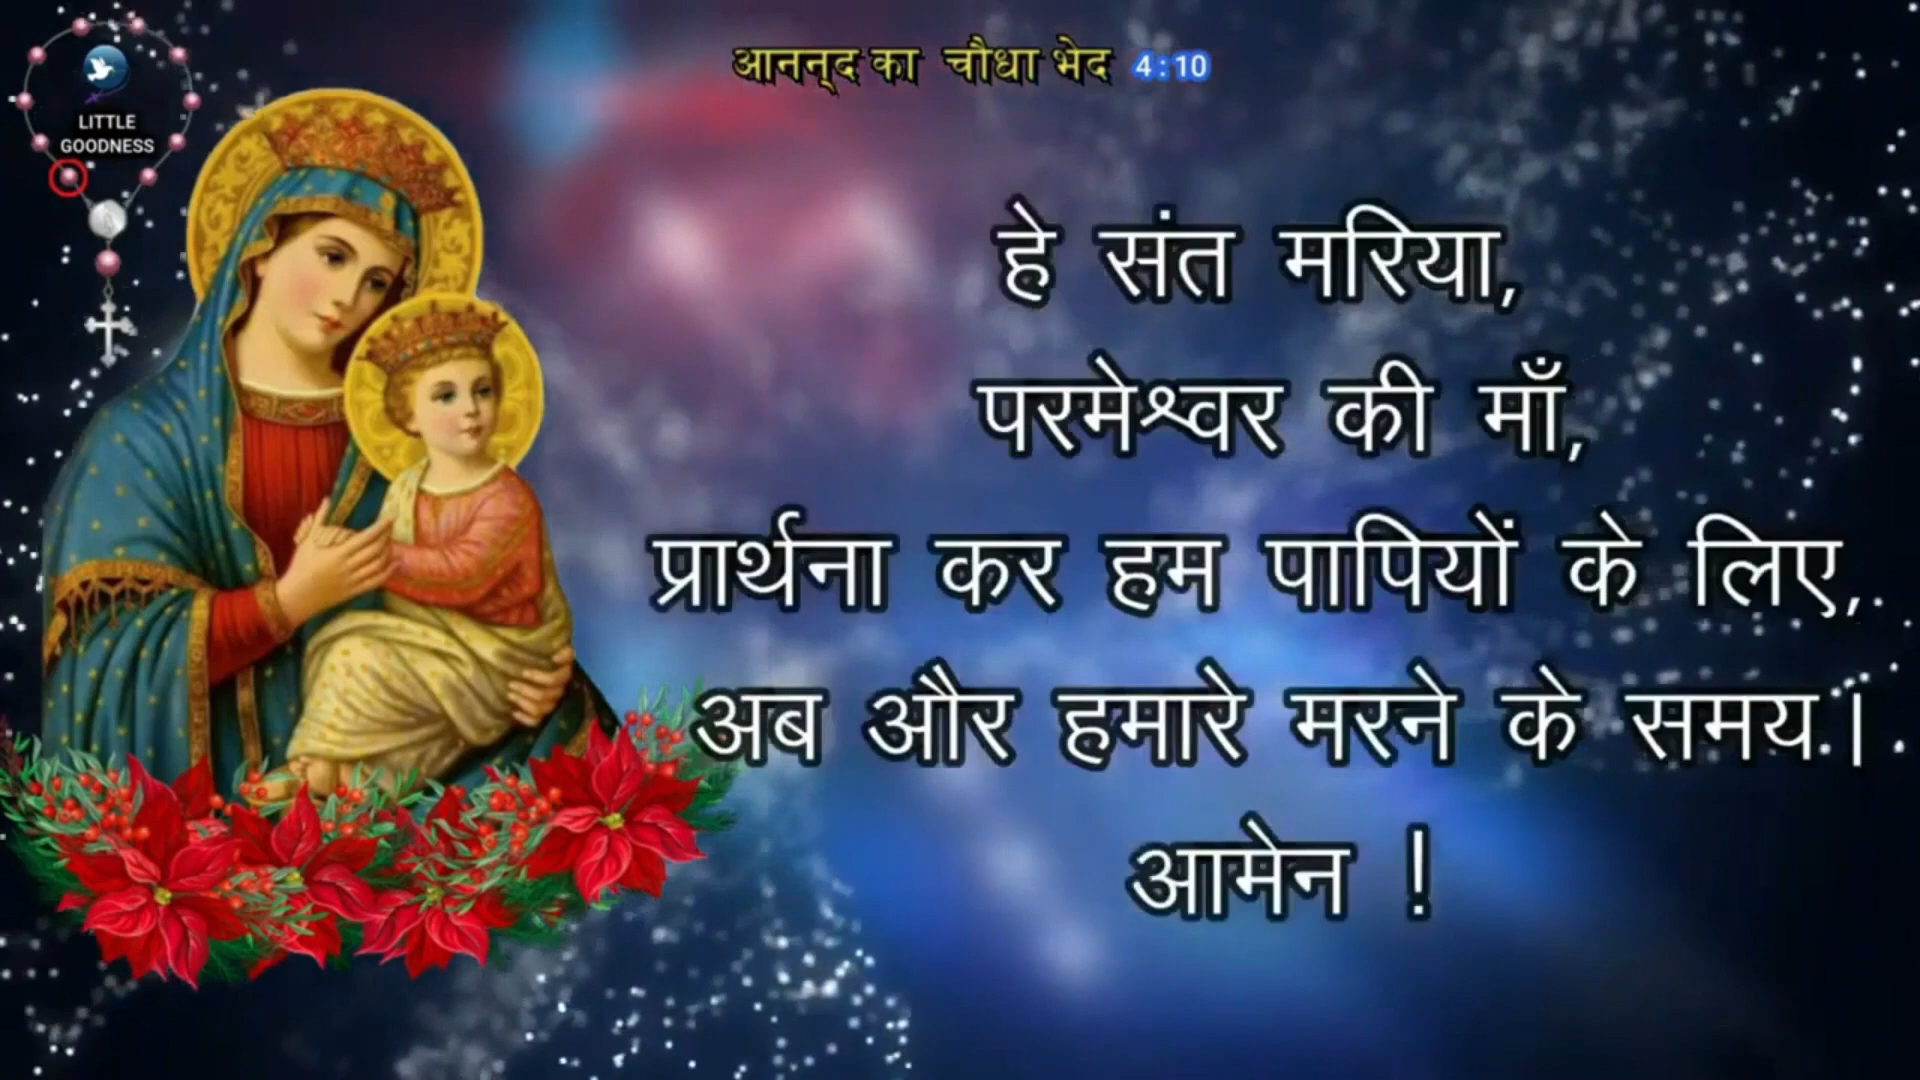 आनन्द का चौथा भेद 4:10
LITTLE
GOODNESS
हे संत मरिया,
परमेश्वर की माँ,
प्रार्थना कर हम पापियों के लिए,
अब और हमारे मरने के समय।
आमेन !